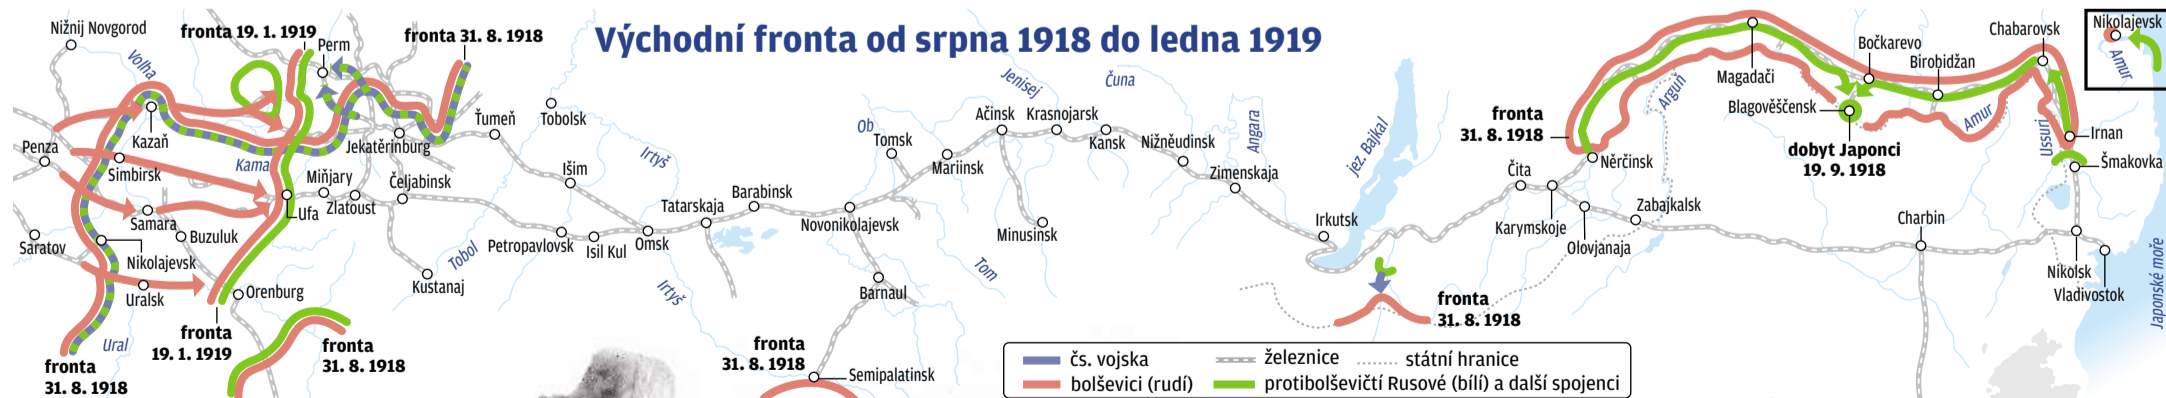 Východní fronta od srpna 1918 do ledna 1919
Nižnij Novgorod
fronta 19. 1. 1919
Perm
fronta 31. 8. 1918
Volha
Kazaň
Penza
Simbirsk
Kama
Jekatěrinburg
Ťumeň
Tobolsk
Irtyš
Išim
Miňjary
Zlatoust
Čeljabinsk
Ufa
Samara
Buzuluk
Saratov
Nikolajevsk
Uralsk
Orenburg
Kustanaj
Tobol
Petropavlovsk
Isil Kul
Omsk
Irtyš
Tatarskaja
Barabinsk
Novonikolajevsk
Ob
Tomsk
Mariinsk
Ačinsk
Jenisej
Krasnojarsk
Čuna
Kansk
Nižněudinsk
Angara
Zimenskaja
Minusinsk
Tom
Barnaul
Irkutsk
jez. Bajkal
Ural
fronta
31. 8. 1918
fronta
19. 1. 1919
fronta
31. 8. 1918
fronta
31. 8. 1918
Semipalatinsk
fronta
31. 8. 1918
fronta
31. 8. 1918
Čita
Karymskoje
Něrčinsk
Olovjanaja
Zabajkalsk
Arguň
Magadači
Blagověščensk
dobyt Japonci
19. 9. 1918
Bočkarevo
Birobidžan
Amur
Chabarovsk
Ussuri
Irnan
Šmakovka
Charbin
Nikolsk
Vladivostok
Japonské moře
Nikolajevsk
Amur
čs. vojska
železnice
státní hranice
bolševici (rudí)
protibolševičtí Rusové (bílí) a další spojenci